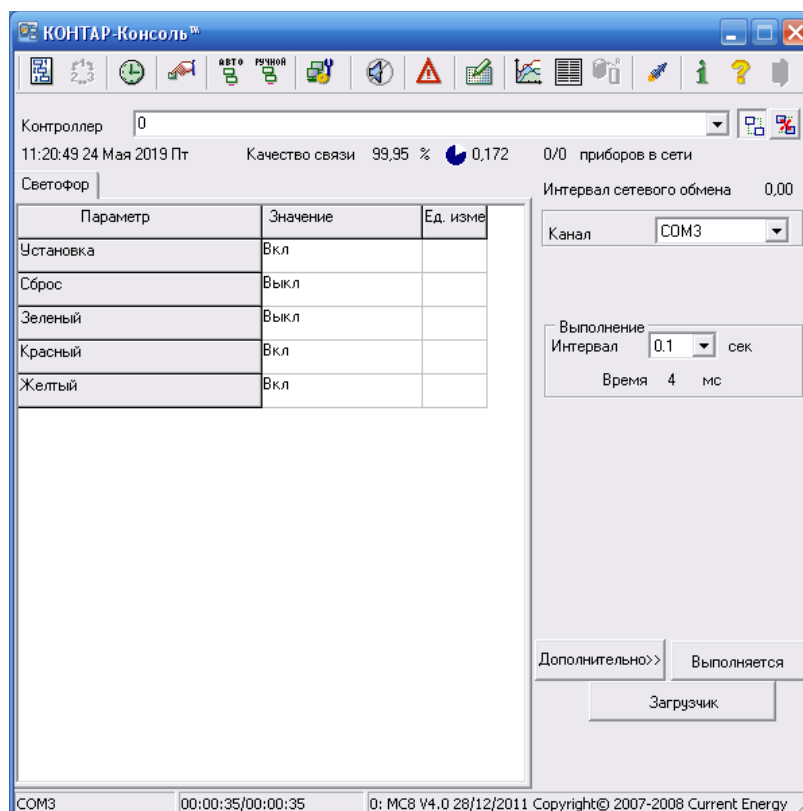 КОНТАР-Консоль™
1 2,3 АВТО РУЧНОЙ
Контроллер 0
11:20:49 24 Мая 2019 Пт Качество связи 99,95 % 0,172 0/0 приборов в сети
Светофор
Интервал сетевого обмена 0,00
Параметр Значение Ед. изме
Канал COM3
Установка Вкл
Сброс Выкл
Зеленый Выкл
Выполнение
Красный Вкл
Интервал 0.1 сек
Желтый Вкл
Время 4 мс
Дополнительно>> Выполняется
Загрузчик
COM3 00:00:35/00:00:35 0: MC8 V4.0 28/12/2011 Copyright© 2007-2008 Current Energy